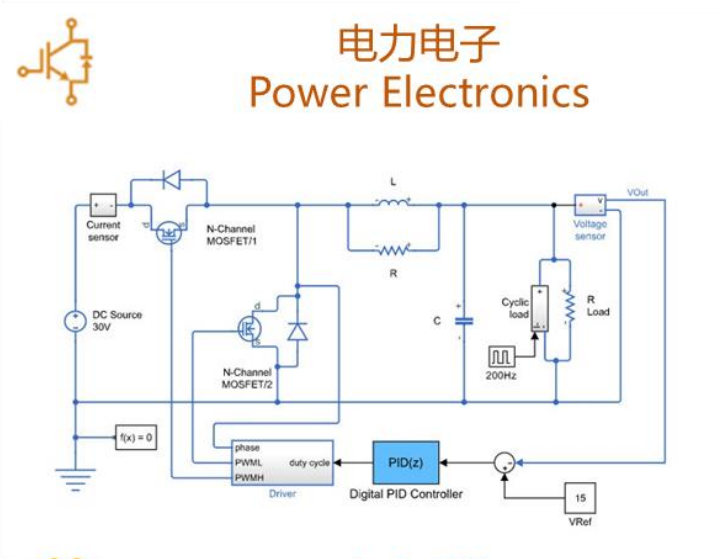 电力电子
Power Electronics
L
VOut
Current
sensor
N-Channel
MOSFET/1
Voltage
sensor
R
d
s
DC Source
30V
d
s
C
Cyclic
load
R
Load
N-Channel
MOSFET/2
200Hz
f(x) = 0
phase
PWML
PWMH
duty cycle
PID(z)
Driver
Digital PID Controller
15
VRef